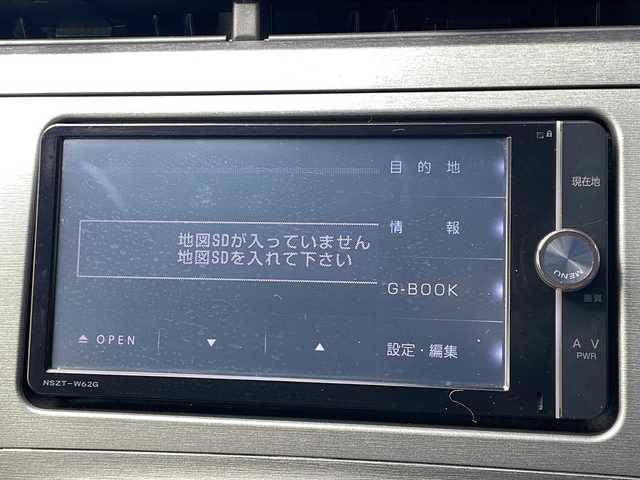 目的地
現在地
情報
地図SDが入っていません
地図SDを入れて下さい
MENU
G-BOOK
画質
OPEN
設定・編集
AV
PWR
NSZT-W62G